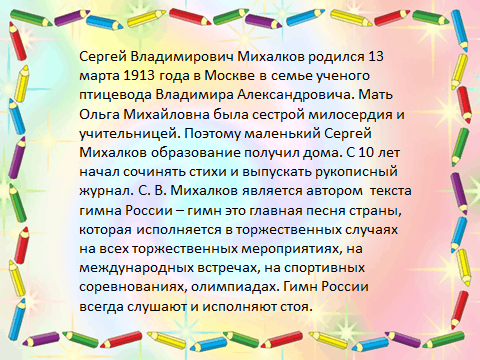 Сергей Владимирович Михалков родился 13
марта 1913 года в Москве в семье ученого
птицевода Владимира Александровича. Мать
Ольга Михайловна была сестрой милосердия и
учительницей. Поэтому маленький Сергей
Михалков образование получил дома. С 10 лет
начал сочинять стихи и выпускать рукописный
журнал. С. В. Михалков является автором текста
гимна России – гимн это главная песня страны,
которая исполняется в торжественных случаях
на всех торжественных мероприятиях, на
международных встречах, на спортивных
соревнованиях, олимпиадах. Гимн России
всегда слушают и исполняют стоя.